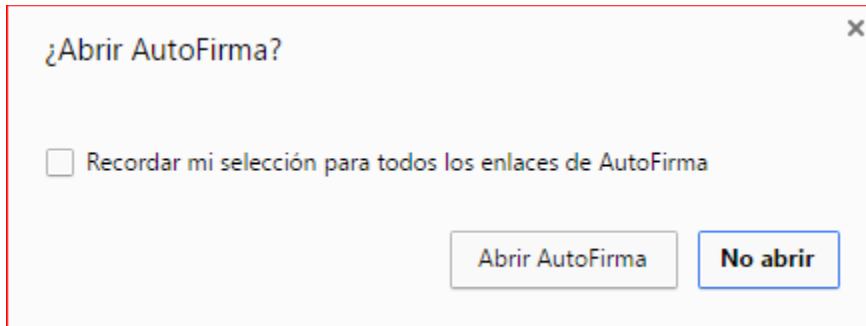 ¿Abrir AutoFirma?
Recordar mi selección para todos los enlaces de AutoFirma
Abrir AutoFirma
No abrir